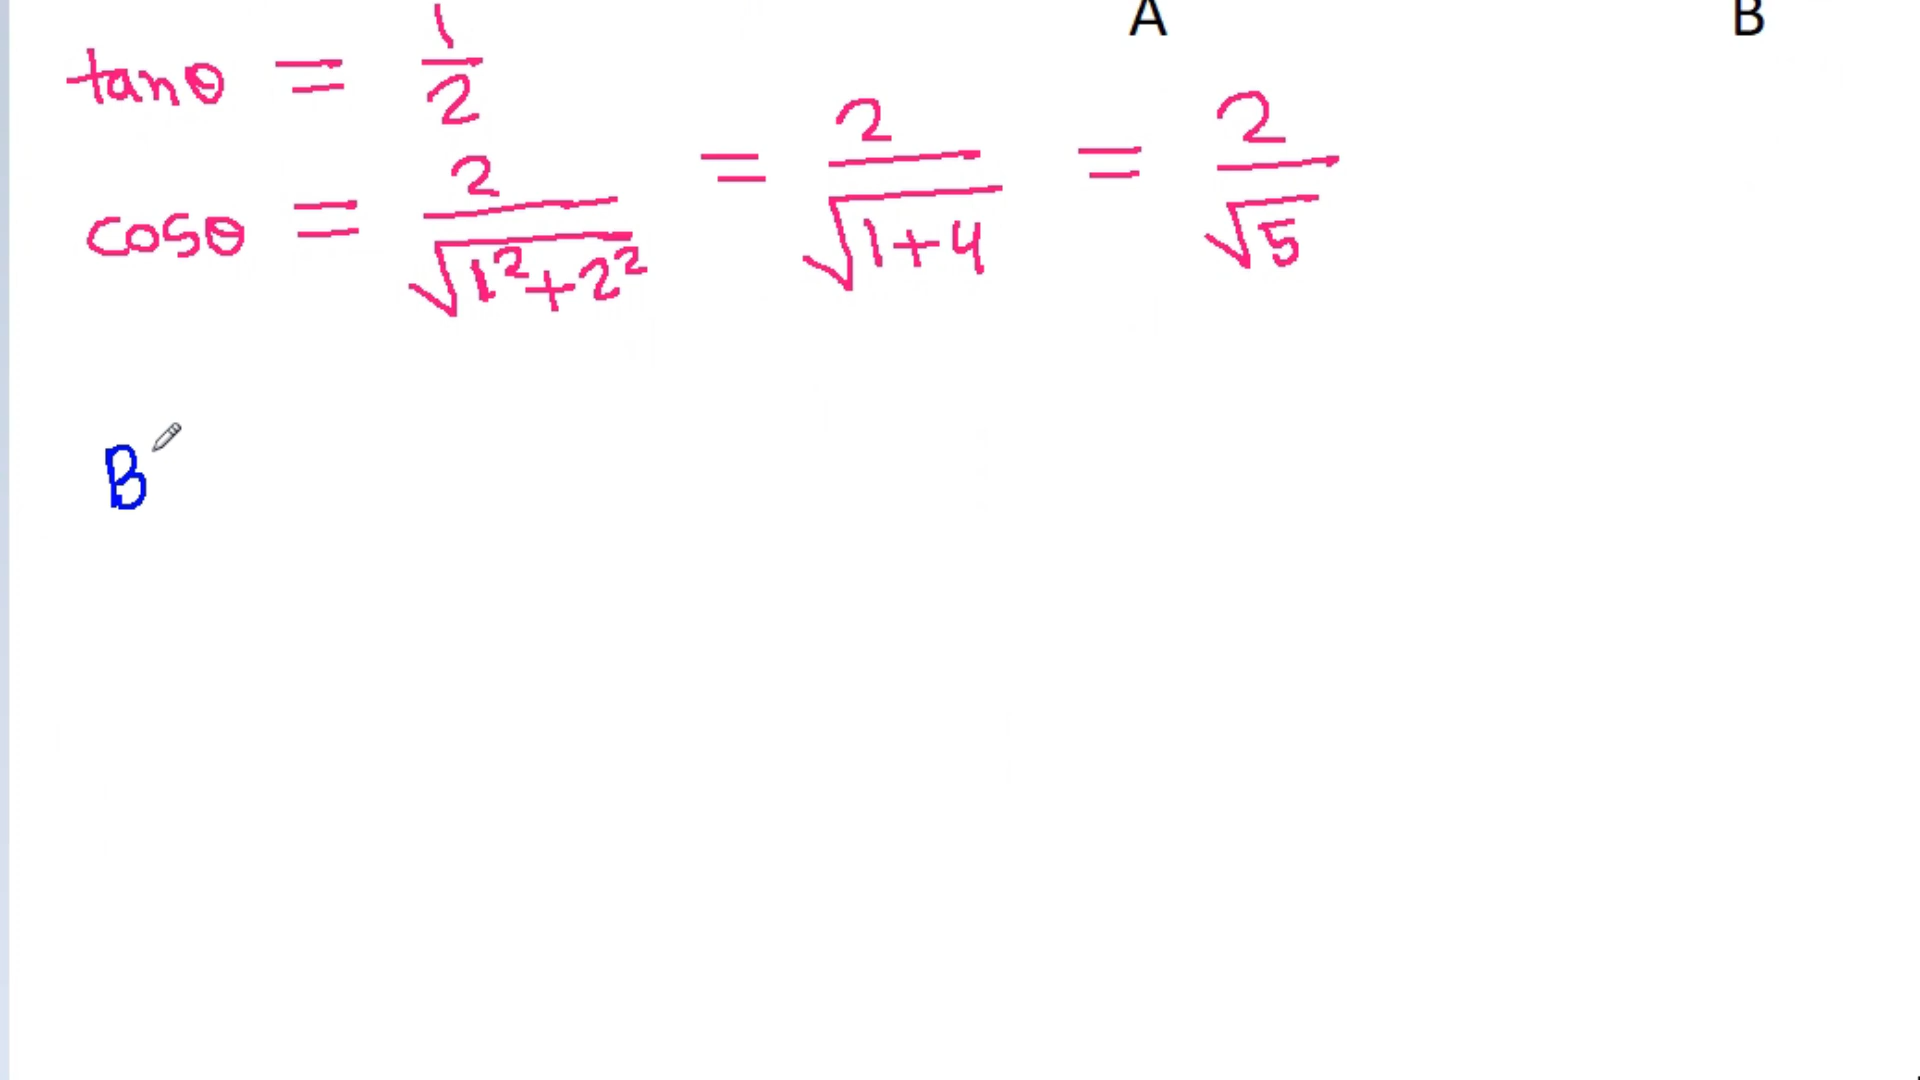 A B
tanθ = 1/2
cosθ = 2/√(1²+2²) = 2/√(1+4) = 2/√5
B